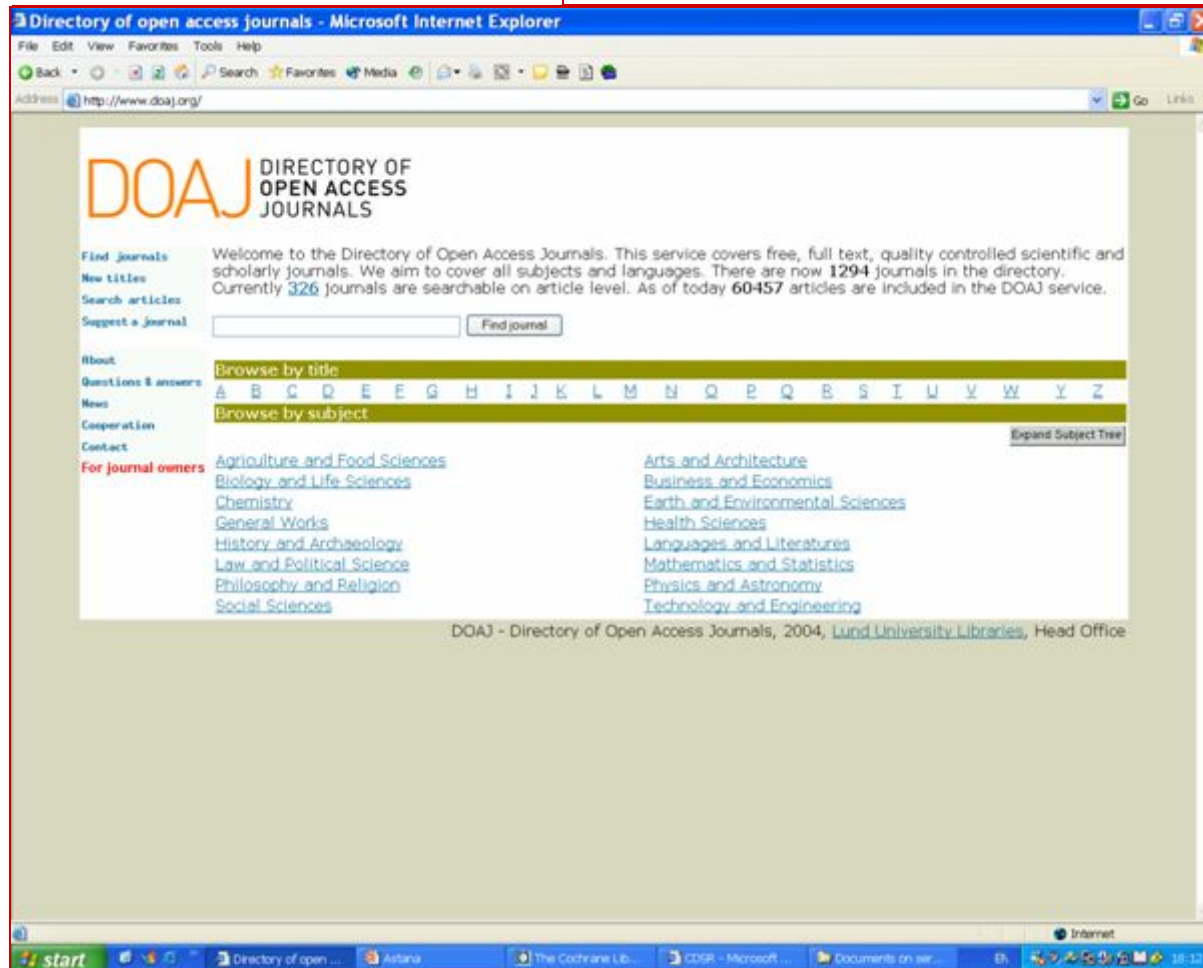 Directory of open access journals - Microsoft Internet Explorer
File Edit View Favorites Tools Help
Back Search Favorites Media
Address http://www.doaj.org/ Go Links
DOAJ DIRECTORY OF
OPEN ACCESS
JOURNALS
Find journals
New titles
Search articles
Suggest a journal
About
Questions & answers
News
Cooperation
Contact
For journal owners
Welcome to the Directory of Open Access Journals. This service covers free, full text, quality controlled scientific and
scholarly journals. We aim to cover all subjects and languages. There are now 1294 journals in the directory.
Currently 326 journals are searchable on article level. As of today 60457 articles are included in the DOAJ service.
Find journal
Browse by title
A B C D E F G H I J K L M N O P Q R S T U V W Y Z
Browse by subject
Expand Subject Tree
Agriculture and Food Sciences Arts and Architecture
Biology and Life Sciences Business and Economics
Chemistry Earth and Environmental Sciences
General Works Health Sciences
History and Archaeology Languages and Literatures
Law and Political Science Mathematics and Statistics
Philosophy and Religion Physics and Astronomy
Social Sciences Technology and Engineering
DOAJ - Directory of Open Access Journals, 2004, Lund University Libraries, Head Office
Internet
start Directory of open ... Astana The Cochrane Lib... CDSR - Microsoft ... Documents on ser... EN 18:12